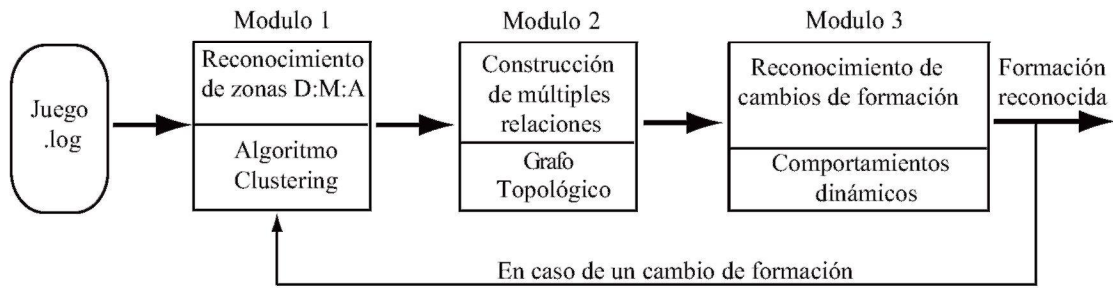 Modulo 1
Modulo 2
Modulo 3
Juego
.log
Reconocimiento
de zonas D:M:A
Algoritmo
Clustering
Construcción
de múltiples
relaciones
Grafo
Topológico
Reconocimiento de
cambios de formación
Comportamientos
dinámicos
Formación
reconocida
En caso de un cambio de formación